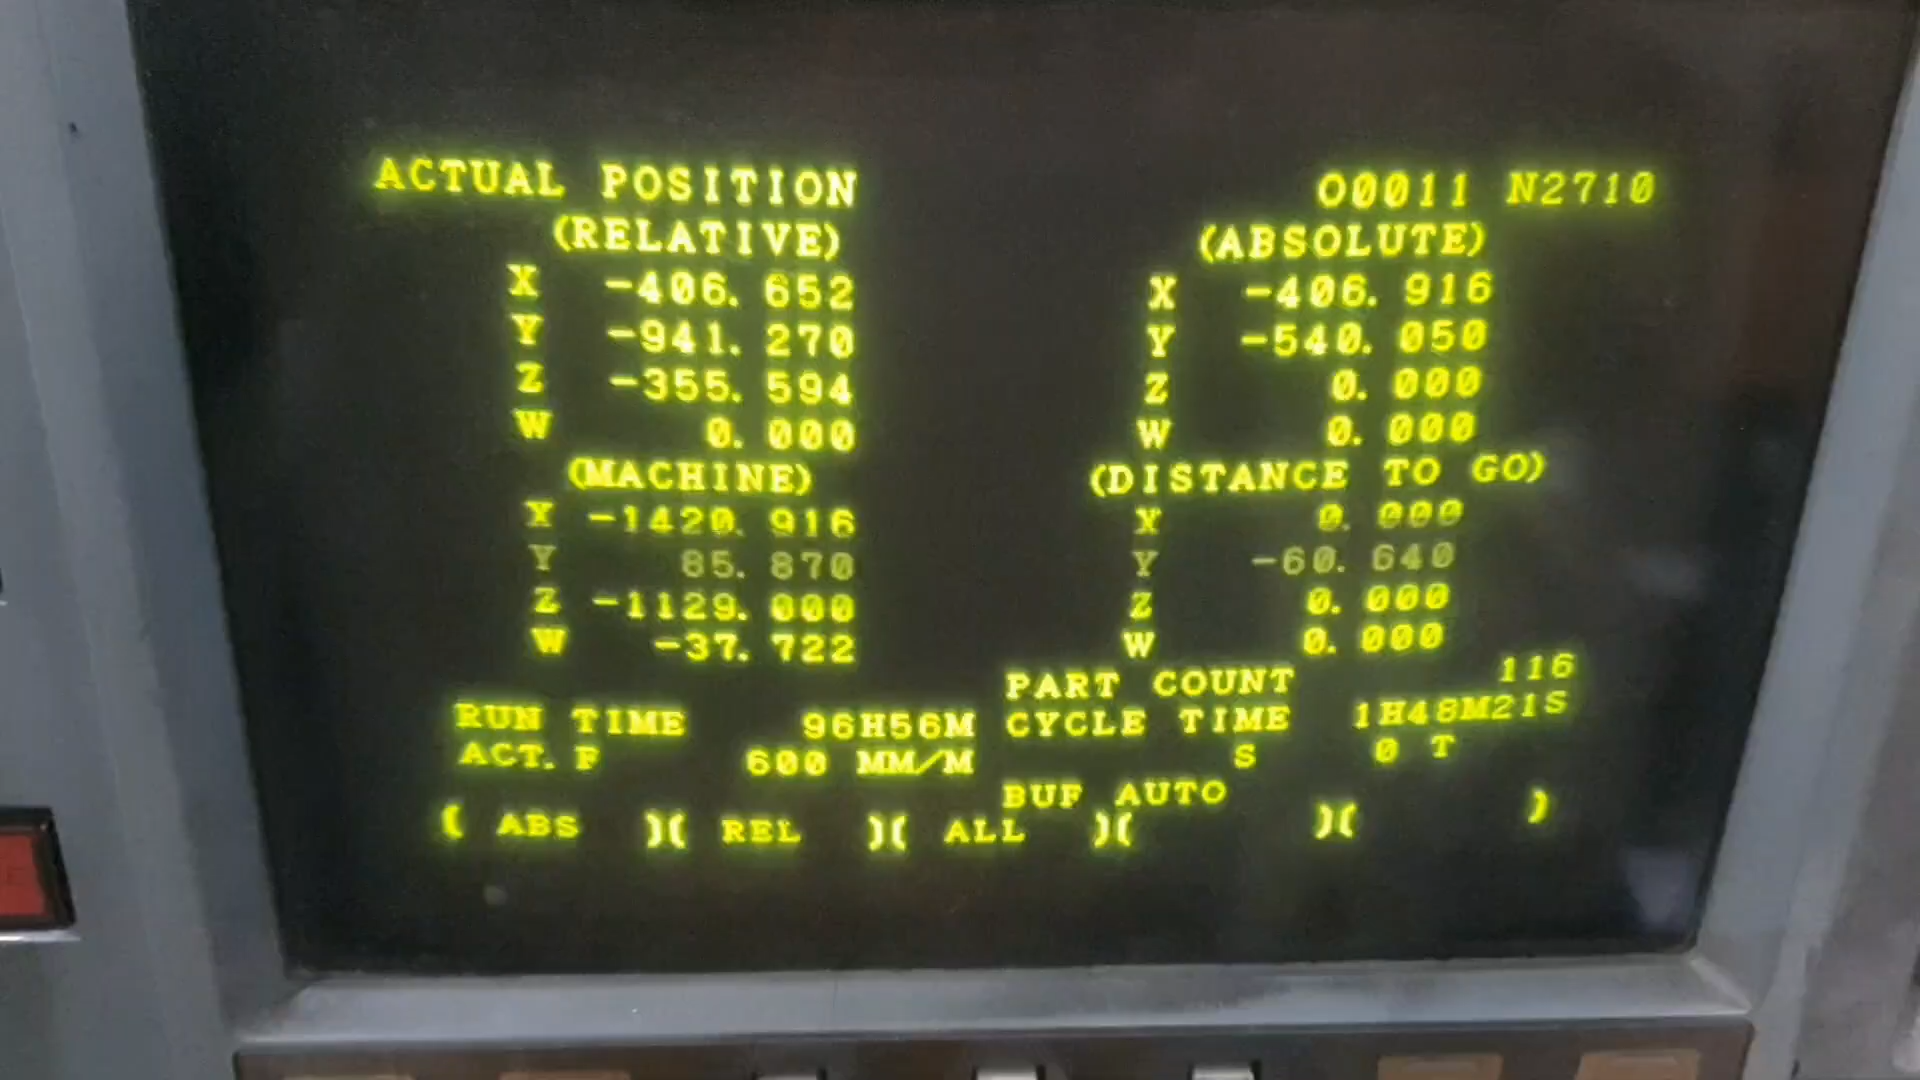 ACTUAL POSITION O0011 N2710
(RELATIVE) (ABSOLUTE)
X -406. 652 X -406. 916
Y -941. 270 Y -540. 050
Z -355. 594 Z 0. 000
W 0. 000 W 0. 000
(MACHINE) (DISTANCE TO GO)
X -1420. 916 X 0. 000
Y 85. 870 Y -60. 640
Z -1129. 000 Z 0. 000
W -37. 722 W 0. 000
PART COUNT 116
RUN TIME 96H56M CYCLE TIME 1H48M21S
ACT. F 600 MM/M S 0 T
BUF AUTO
( ABS )( REL )( ALL )( )( )